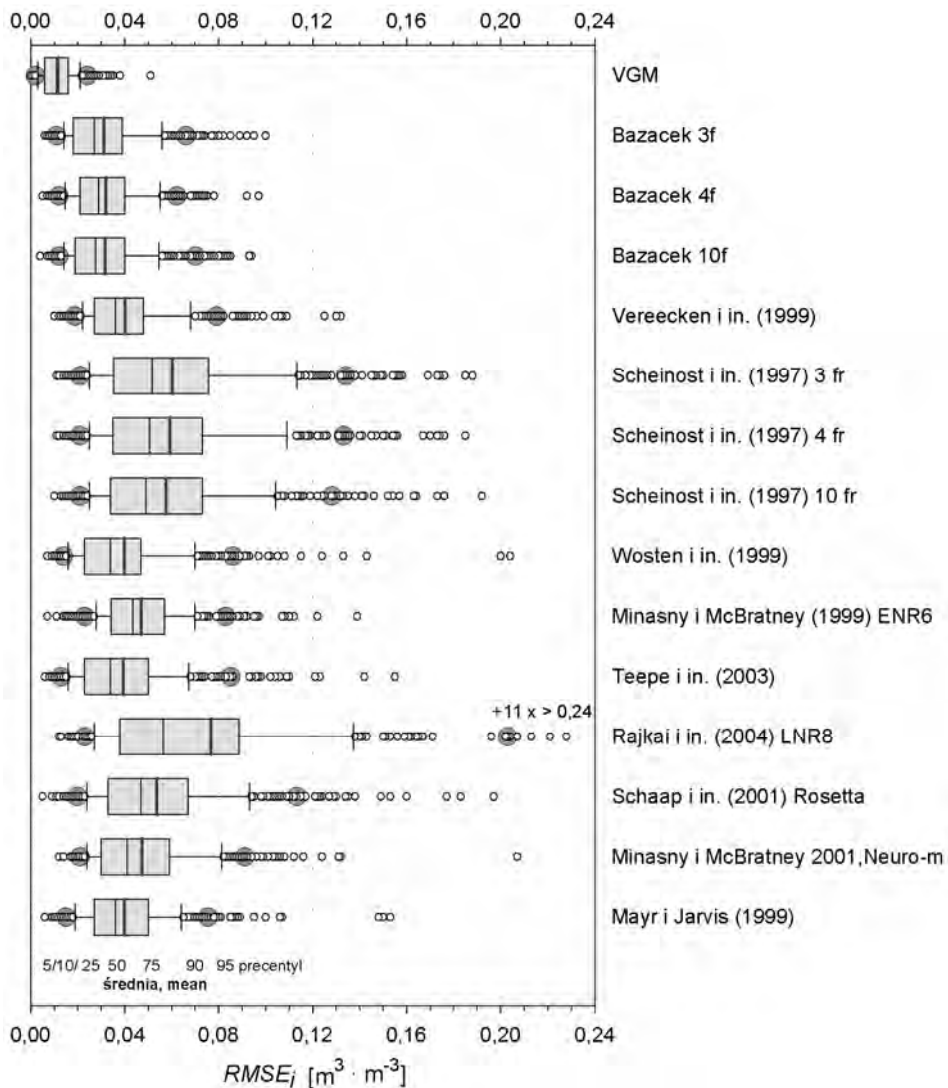 0,00 0,04 0,08 0,12 0,16 0,20 0,24
VGM
Bazacek 3f
Bazacek 4f
Bazacek 10f
Vereecken i in. (1999)
Scheinost i in. (1997) 3 fr
Scheinost i in. (1997) 4 fr
Scheinost i in. (1997) 10 fr
Wosten i in. (1999)
Minasny i McBratney (1999) ENR6
Teepe i in. (2003)
+11 x > 0,24
Rajkai i in. (2004) LNR8
Schaap i in. (2001) Rosetta
Minasny i McBratney 2001,Neuro-m
Mayr i Jarvis (1999)
5/10/ 25 50 75 90 95 precentyl
średnia, mean
0,00 0,04 0,08 0,12 0,16 0,20 0,24
RMSEj [m³ · m⁻³]